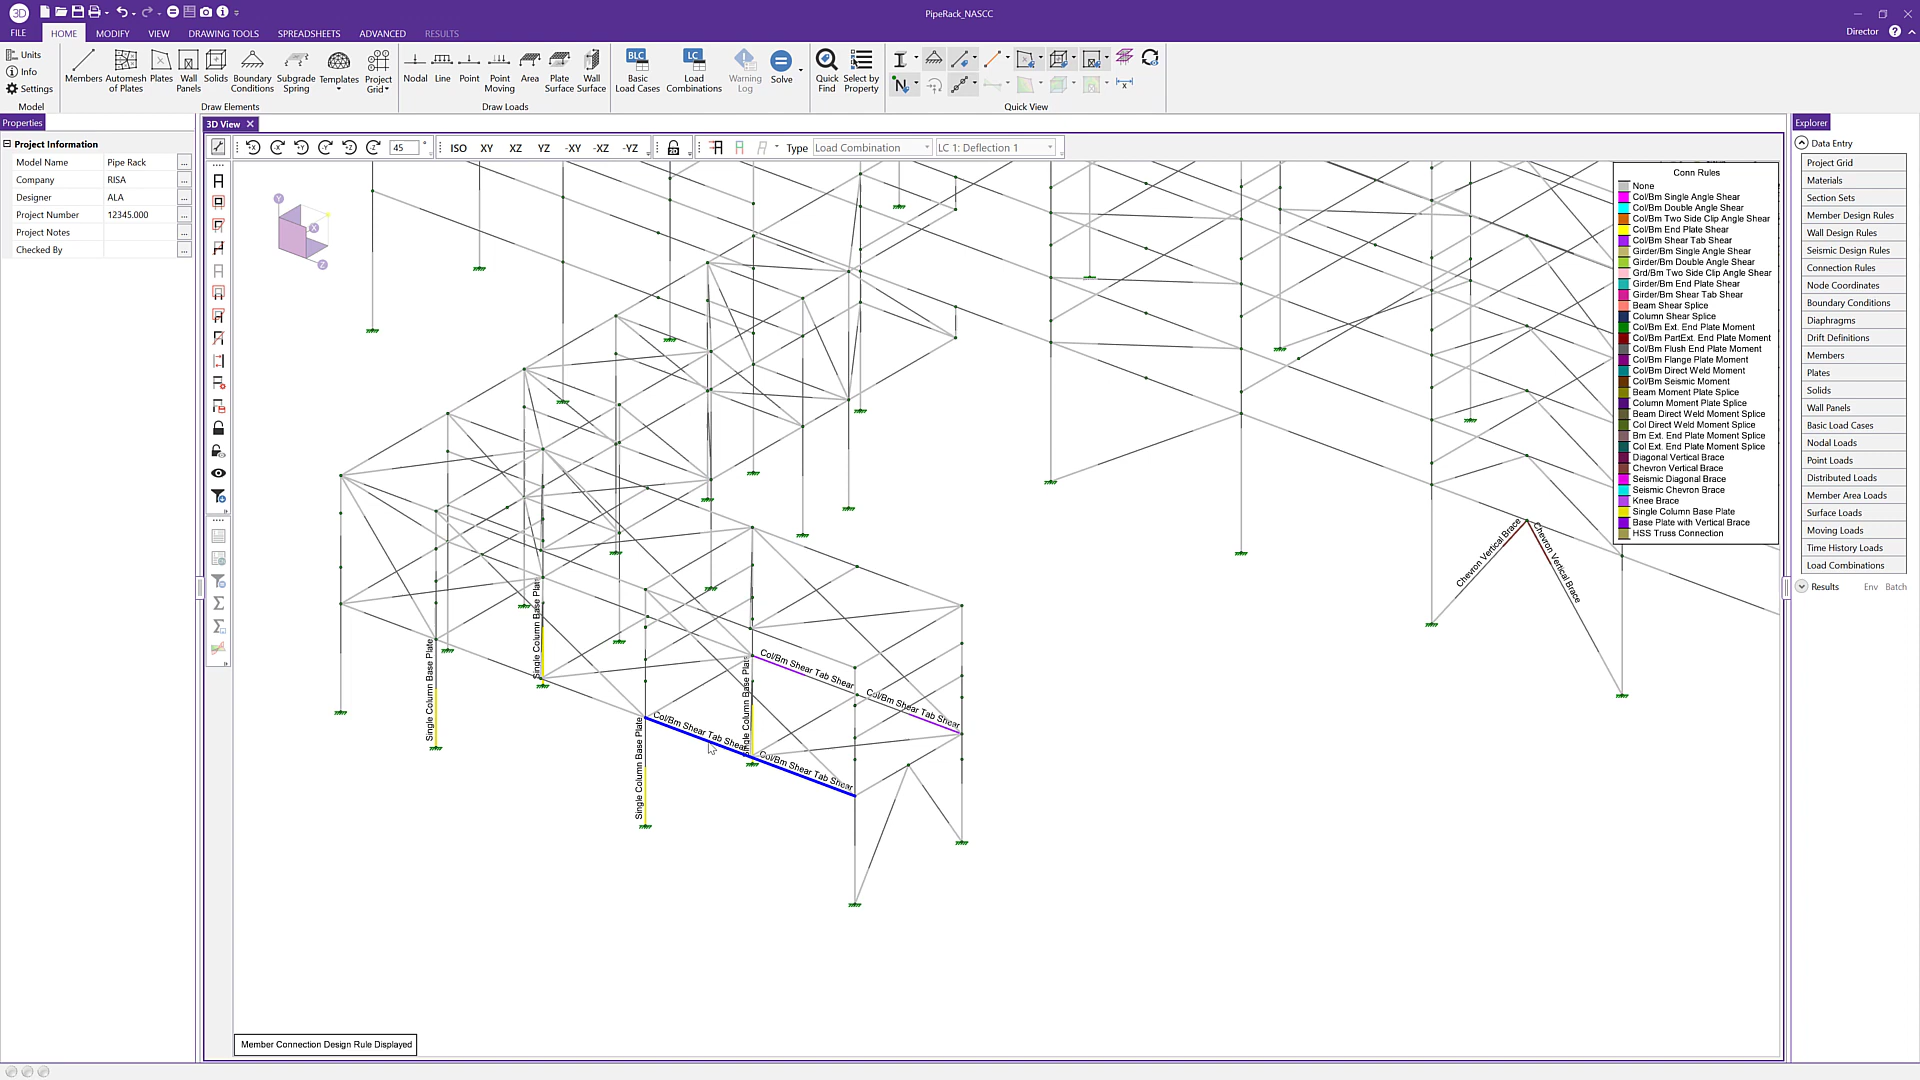 3D
PipeRack_NASCC
FILE HOME MODIFY VIEW DRAWING TOOLS SPREADSHEETS ADVANCED RESULTS
Director
Units
Info
Settings
Model
Members
Automesh of Plates
Plates
Wall Panels
Solids
Boundary Conditions
Subgrade Spring
Templates
Project Grid
Draw Elements
Nodal
Line
Point
Point Moving
Area
Plate Surface
Wall Surface
Draw Loads
BLC
Basic Load Cases
LC
Load Combinations
Warning Log
Solve
Quick Find
Select by Property
Quick View
Properties
Project Information
Model Name Pipe Rack ...
Company RISA ...
Designer ALA ...
Project Number 12345.000 ...
Project Notes ...
Checked By ...
3D View
45 °
ISO XY XZ YZ -XY -XZ -YZ
Type Load Combination LC 1: Deflection 1
Y
X
Z
Conn Rules
None
Col/Bm Single Angle Shear
Col/Bm Double Angle Shear
Col/Bm Two Side Clip Angle Shear
Col/Bm End Plate Shear
Col/Bm Shear Tab Shear
Girder/Bm Single Angle Shear
Girder/Bm Double Angle Shear
Grd/Bm Two Side Clip Angle Shear
Girder/Bm End Plate Shear
Girder/Bm Shear Tab Shear
Beam Shear Splice
Column Shear Splice
Col/Bm Ext. End Plate Moment
Col/Bm PartExt. End Plate Moment
Col/Bm Flush End Plate Moment
Col/Bm Flange Plate Moment
Col/Bm Direct Weld Moment
Col/Bm Seismic Moment
Beam Moment Plate Splice
Column Moment Plate Splice
Beam Direct Weld Moment Splice
Col Direct Weld Moment Splice
Bm Ext. End Plate Moment Splice
Col Ext. End Plate Moment Splice
Diagonal Vertical Brace
Chevron Vertical Brace
Seismic Diagonal Brace
Seismic Chevron Brace
Knee Brace
Single Column Base Plate
Base Plate with Vertical Brace
HSS Truss Connection
Chevron Vertical Brace
Chevron Vertical Brace
Single Column Base Plate
Single Column Base Plate
Single Column Base Plate
Single Column Base Plate
Col/Bm Shear Tab Shear
Col/Bm Shear Tab Shear
Col/Bm Shear Tab Shear
Col/Bm Shear Tab Shear
Member Connection Design Rule Displayed
Explorer
Data Entry
Project Grid
Materials
Section Sets
Member Design Rules
Wall Design Rules
Seismic Design Rules
Connection Rules
Node Coordinates
Boundary Conditions
Diaphragms
Drift Definitions
Members
Plates
Solids
Wall Panels
Basic Load Cases
Nodal Loads
Point Loads
Distributed Loads
Member Area Loads
Surface Loads
Moving Loads
Time History Loads
Load Combinations
Results Env Batch